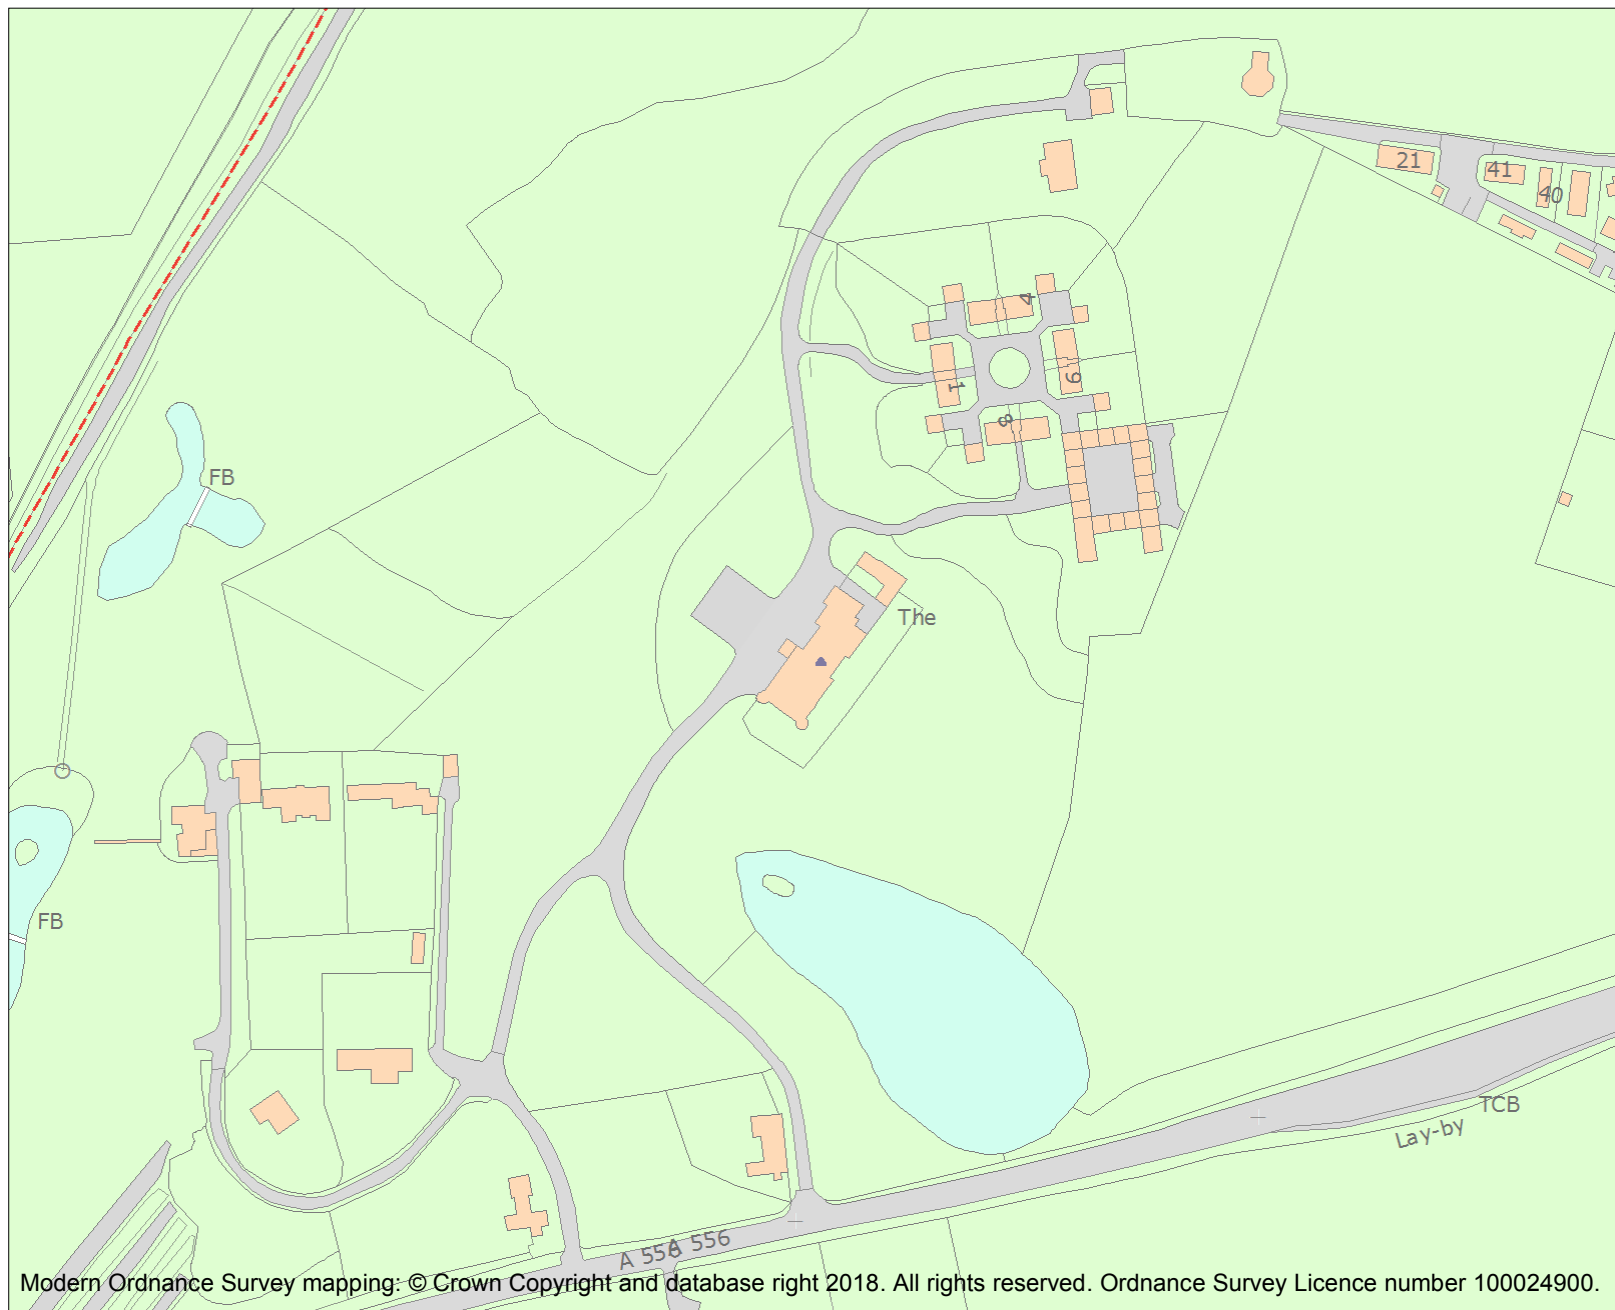 21
41
40
4
1
6
8
FB
The
FB
TCB
Lay-by
A 556
A 556
Modern Ordnance Survey mapping: © Crown Copyright and database right 2018. All rights reserved. Ordnance Survey Licence number 100024900.